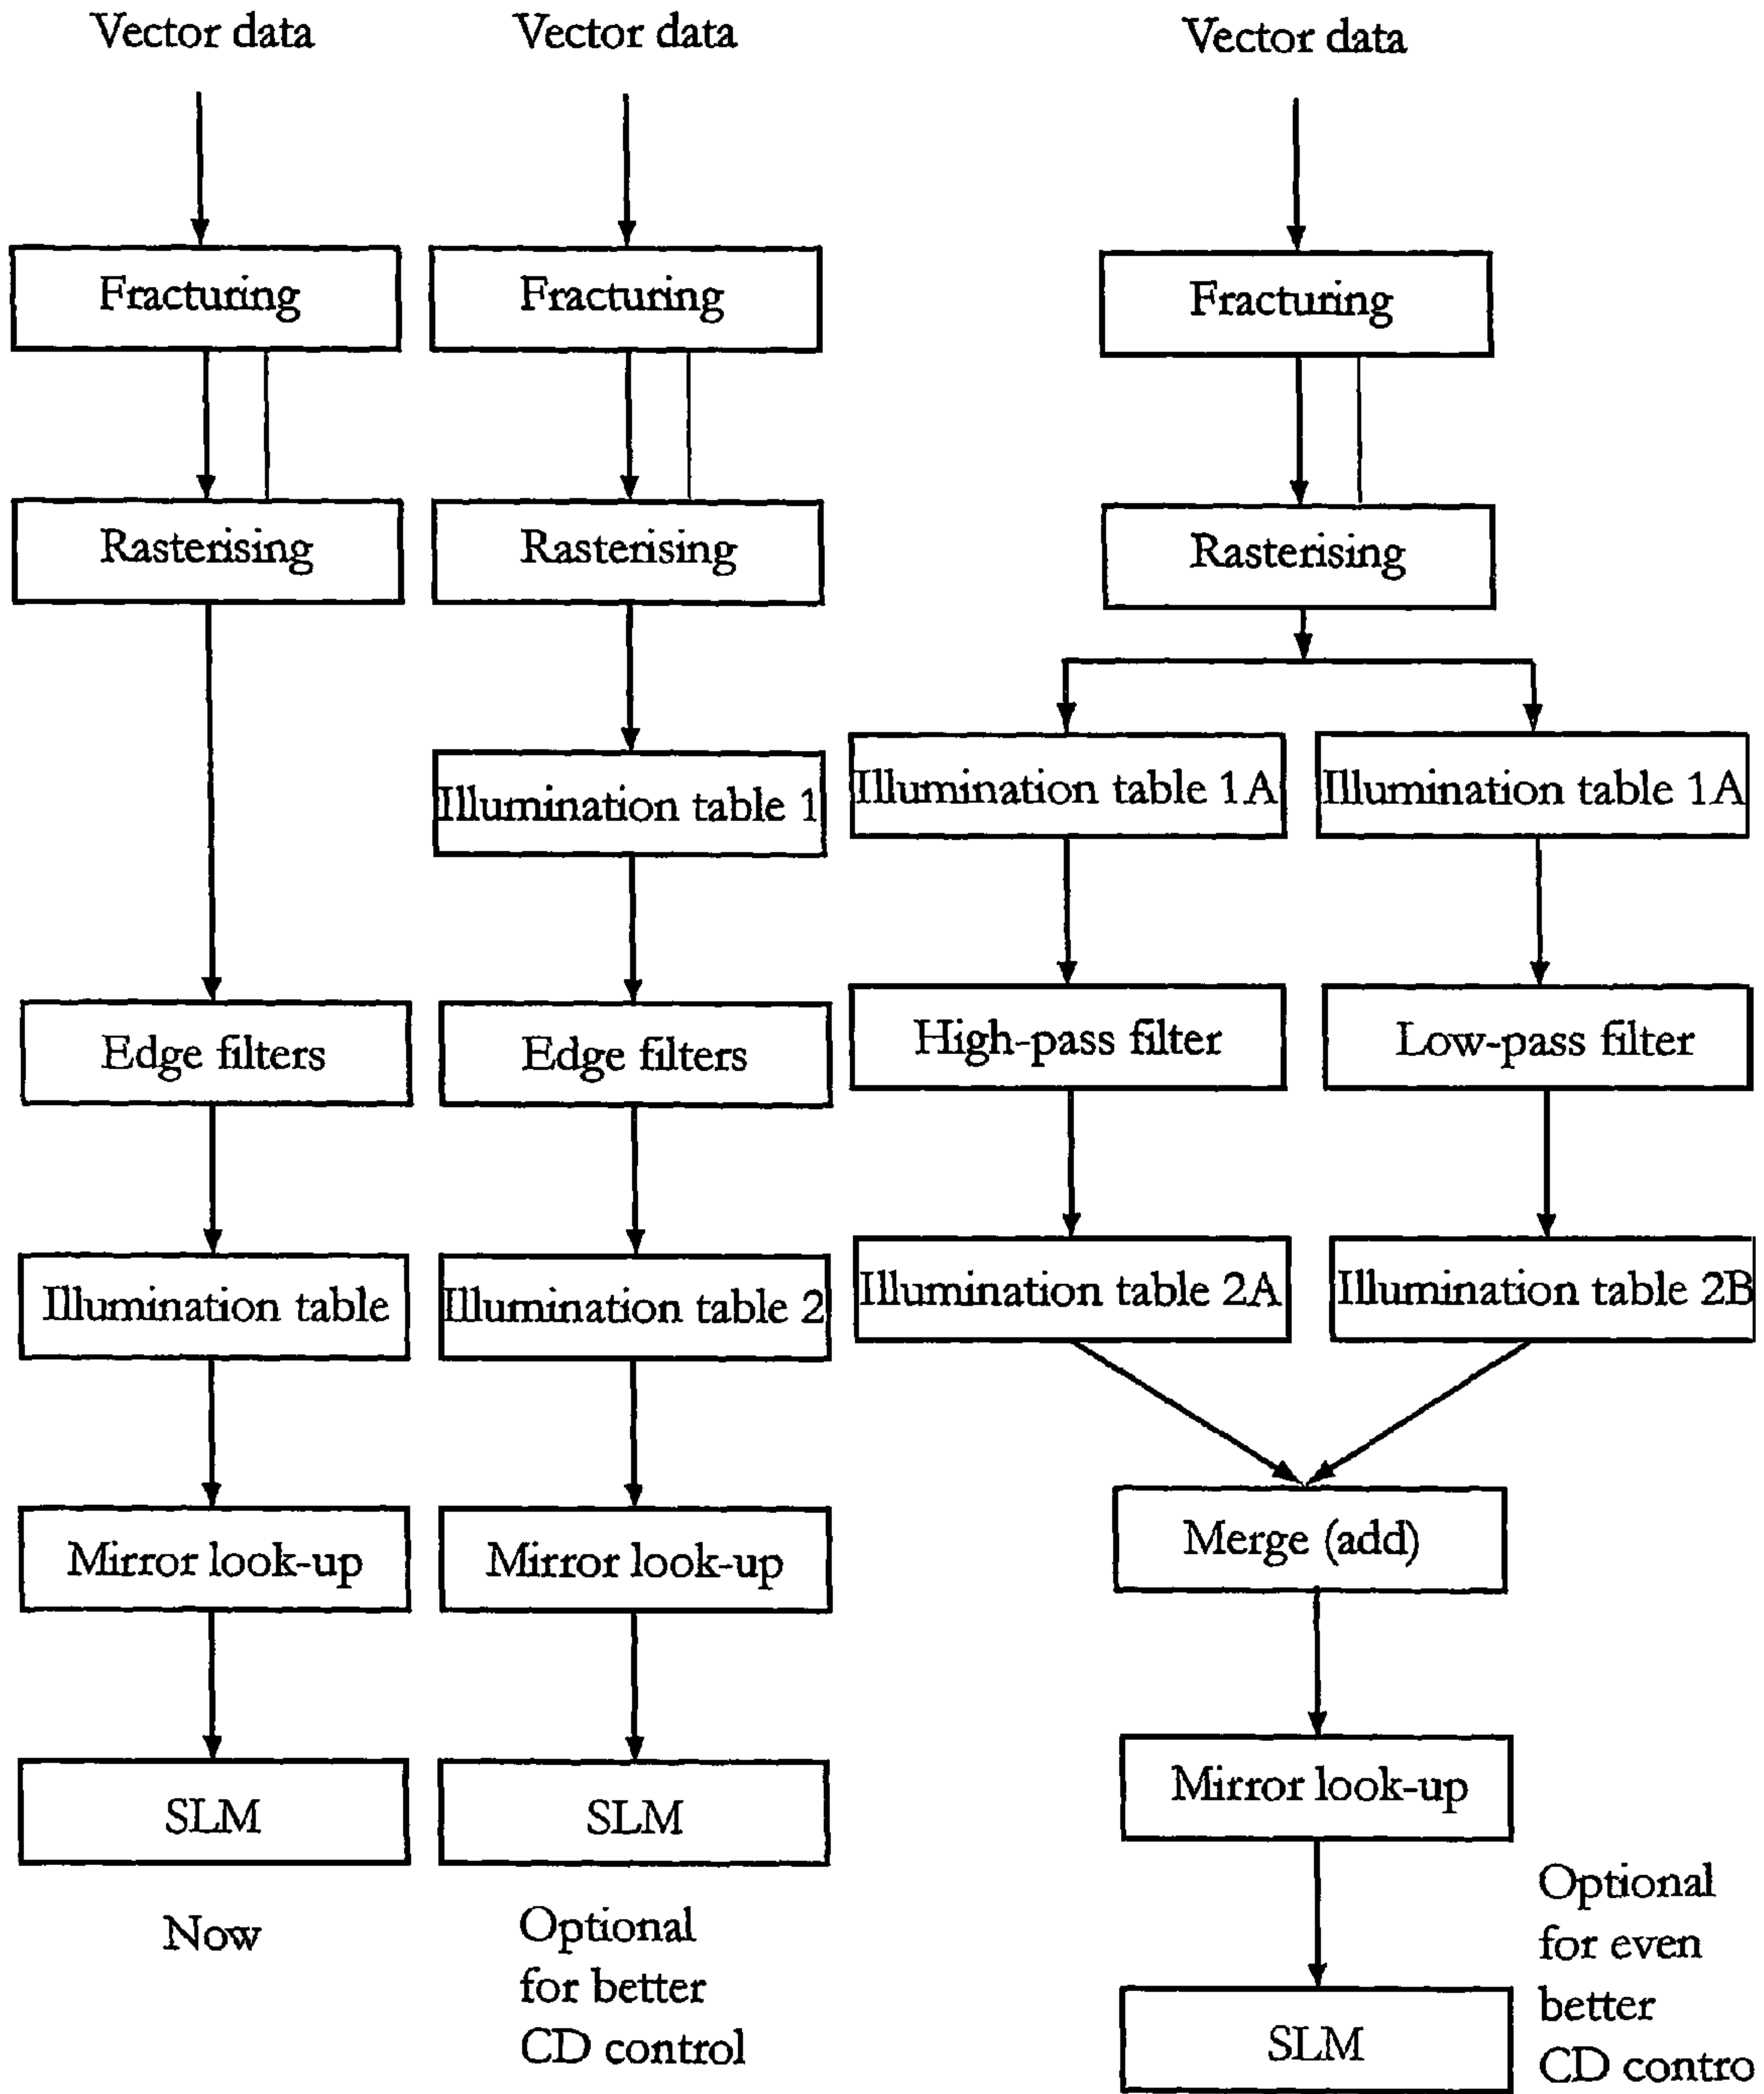 Vector data
Fracturing
Rasterising
Edge filters
Illumination table
Mirror look-up
SLM
Now
Vector data
Fracturing
Rasterising
Illumination table 1
Edge filters
Illumination table 2
Mirror look-up
SLM
Optional
for better
CD control
Vector data
Fracturing
Rasterising
Illumination table 1A
Illumination table 1A
High-pass filter
Low-pass filter
Illumination table 2A
Illumination table 2B
Merge (add)
Mirror look-up
SLM
Optional
for even
better
CD contro